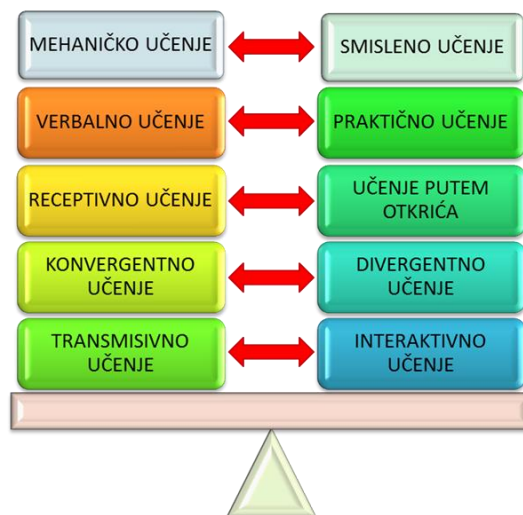 MEHANIČKO UČENJE
SMISLENO UČENJE
VERBALNO UČENJE
PRAKTIČNO UČENJE
RECEPTIVNO UČENJE
UČENJE PUTEM
OTKRIĆA
KONVERGENTNO
UČENJE
DIVERGENTNO
UČENJE
TRANSMISIVNO
UČENJE
INTERAKTIVNO
UČENJE